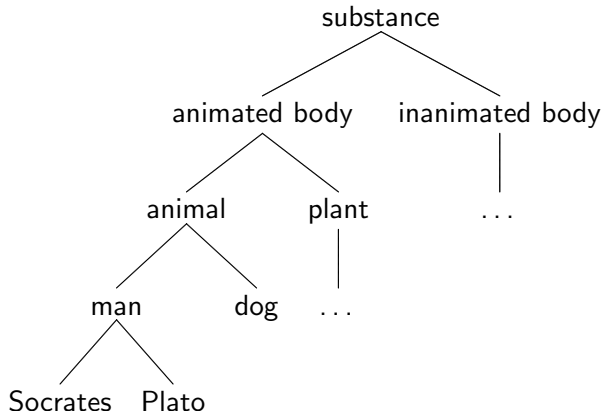 substance
animated body inanimated body
animal plant ...
man dog ...
Socrates Plato